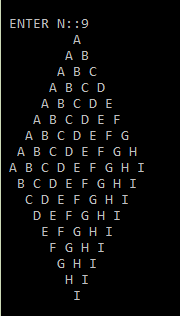 ENTER N::9
A
A B
A B C
A B C D
A B C D E
A B C D E F
A B C D E F G
A B C D E F G H
A B C D E F G H I
B C D E F G H I
C D E F G H I
D E F G H I
E F G H I
F G H I
G H I
H I
I